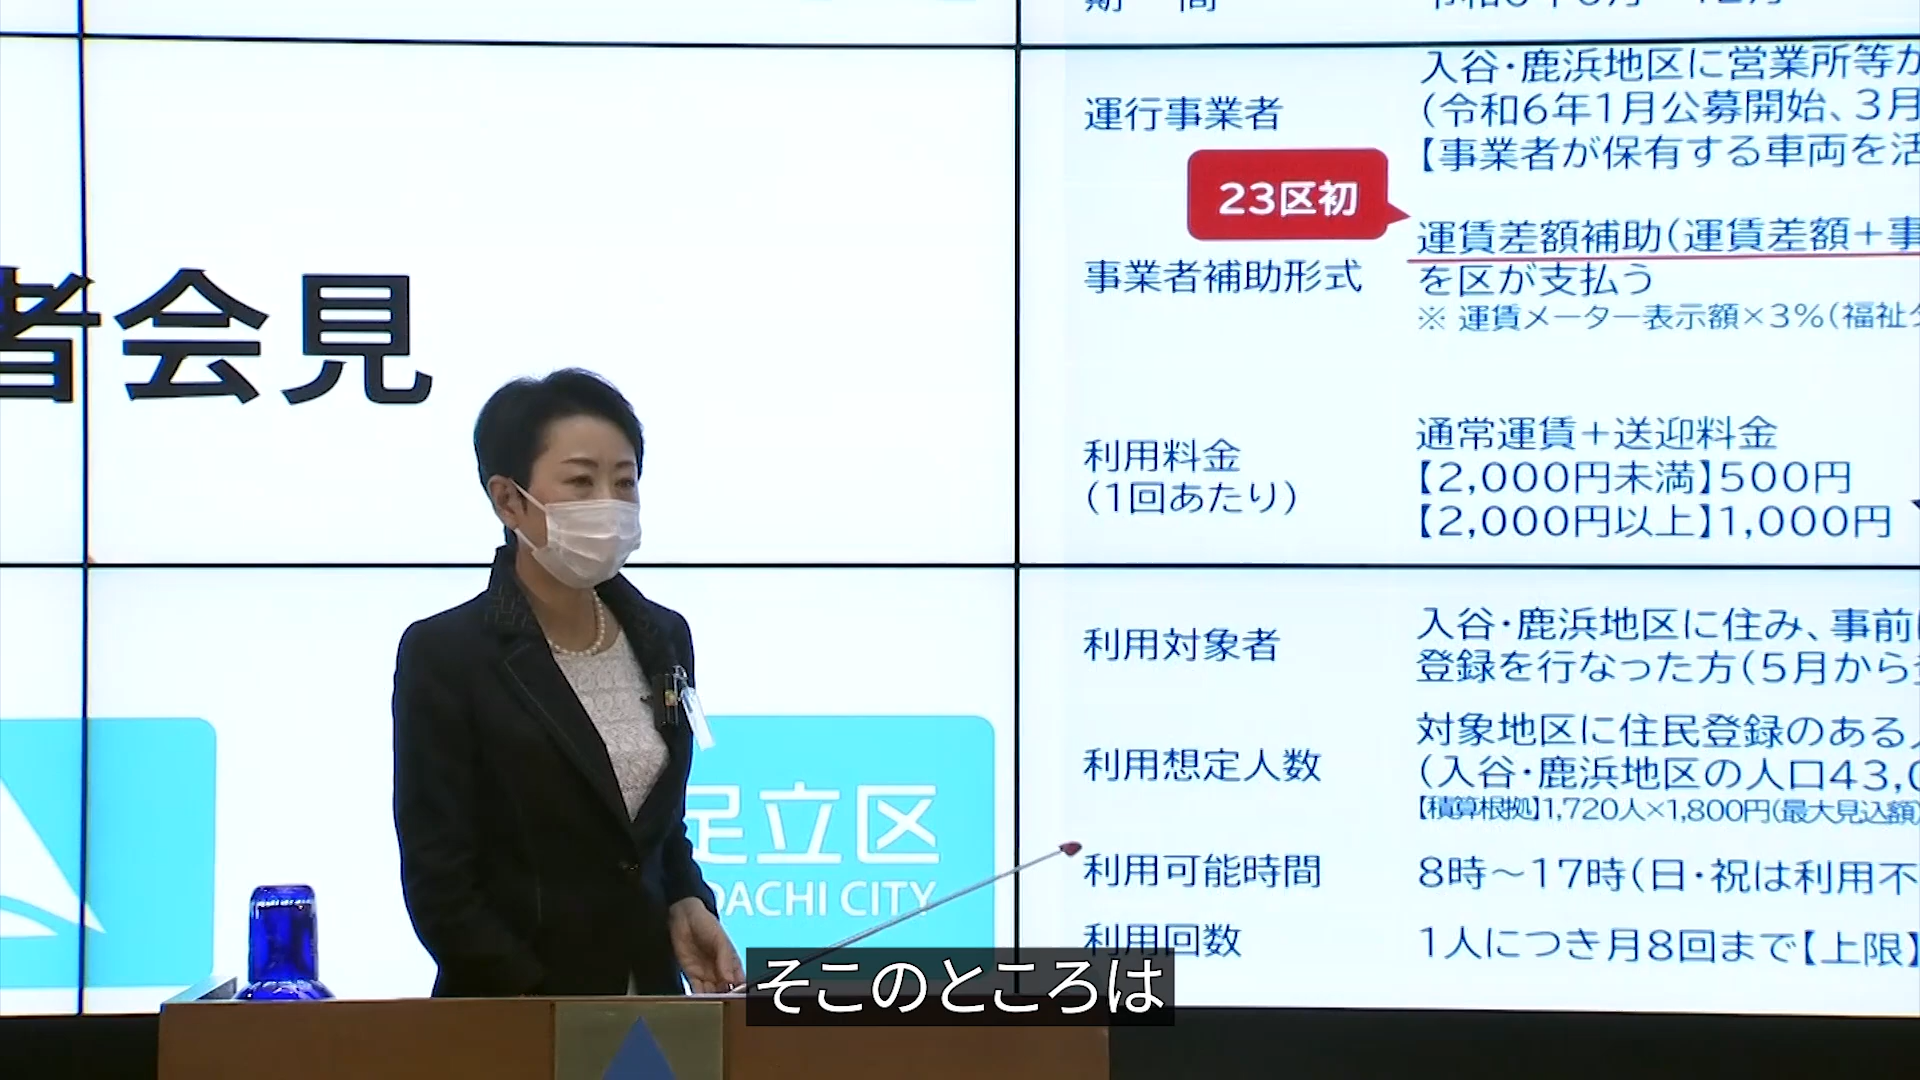 者会見
足立区
DACHI CITY
運行事業者
入谷・鹿浜地区に営業所等が
(令和6年1月公募開始、3月
【事業者が保有する車両を活
23区初
事業者補助形式
運賃差額補助(運賃差額+事
を区が支払う
※ 運賃メーター表示額×3%(福祉タ
利用料金
(1回あたり)
通常運賃+送迎料金
【2,000円未満】500円
【2,000円以上】1,000円
利用対象者
入谷・鹿浜地区に住み、事前に
登録を行なった方(5月から
利用想定人数
対象地区に住民登録のある
(入谷・鹿浜地区の人口43,0
【積算根拠】1,720人×1,800円(最大見込額)
利用可能時間
8時~17時(日・祝は利用不
利用回数
1人につき月8回まで【上限】
そこのところは